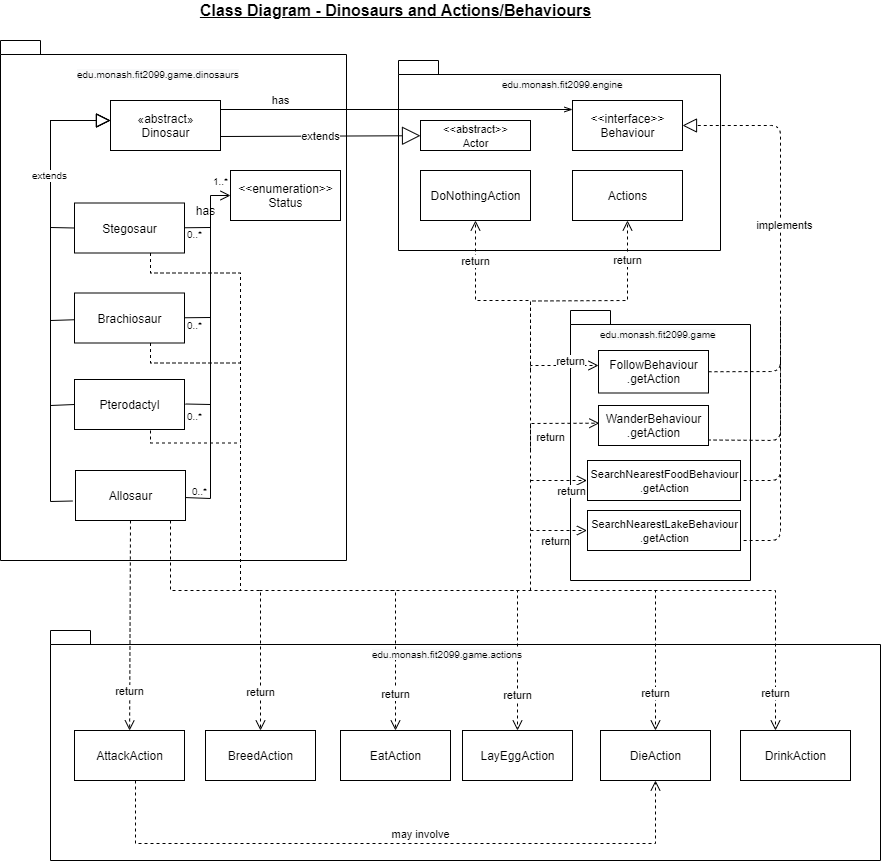 Class Diagram - Dinosaurs and Actions/Behaviours
edu.monash.fit2099.game.dinosaurs
«abstract»
Dinosaur
has
extends
extends
<<enumeration>>
Status
1..*
has
Stegosaur
0..*
Brachiosaur
0..*
Pterodactyl
0..*
Allosaur
0..*
edu.monash.fit2099.engine
<<abstract>>
Actor
<<interface>>
Behaviour
DoNothingAction
Actions
return
return
implements
edu.monash.fit2099.game
return
FollowBehaviour
.getAction
return
WanderBehaviour
.getAction
return
SearchNearestFoodBehaviour
.getAction
return
SearchNearestLakeBehaviour
.getAction
edu.monash.fit2099.game.actions
return
return
return
return
return
return
AttackAction
BreedAction
EatAction
LayEggAction
DieAction
DrinkAction
may involve